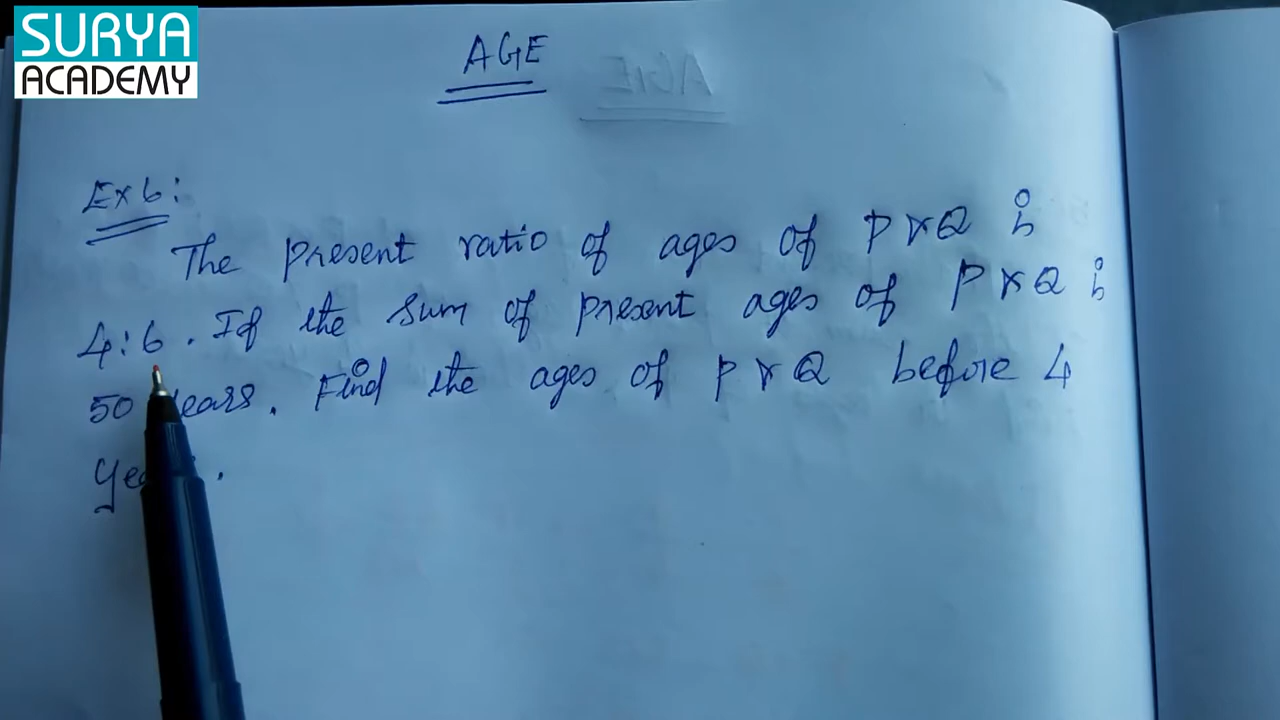 SURYA
ACADEMY
AGE
Ex 6:
The present ratio of ages of P & Q is
4:6. If the sum of present ages of P & Q is
50 years. Find the ages of P & Q before 4